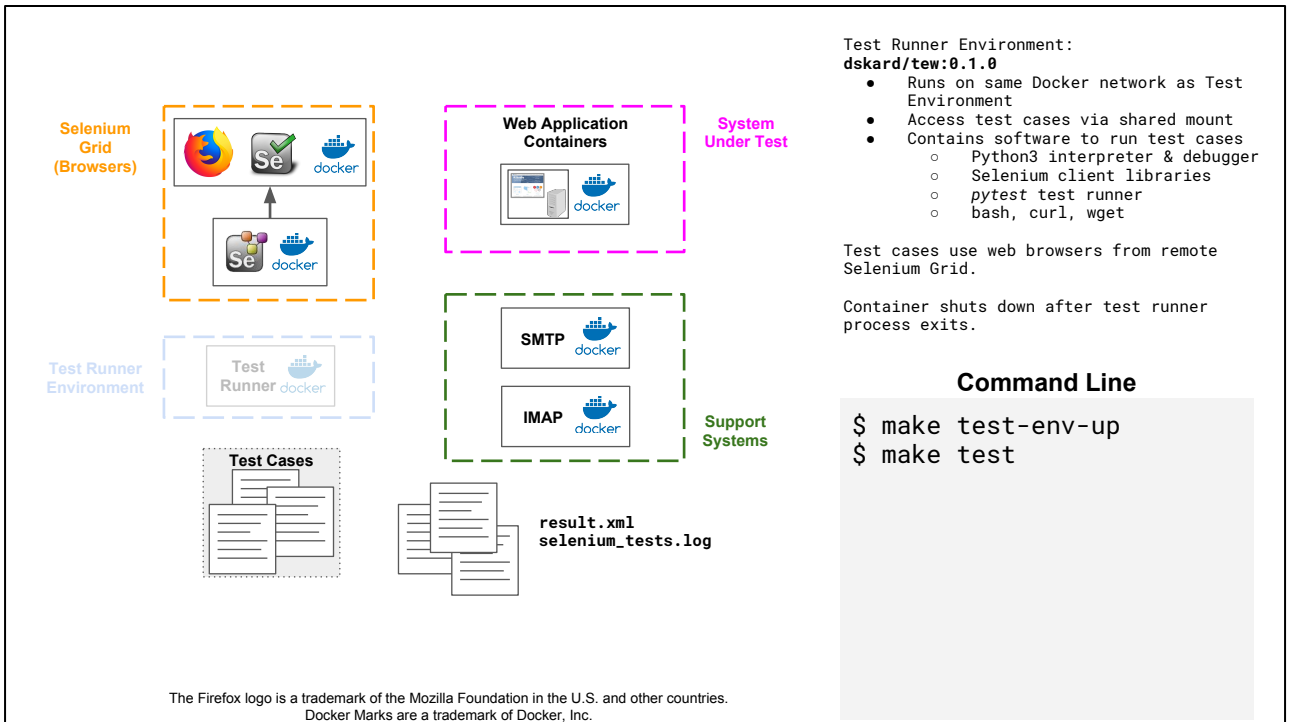 Selenium
Grid
(Browsers)
Se
docker
Se
docker
Web Application
Containers
docker
System
Under Test
Test Runner
Environment
Test
Runner
docker
SMTP
docker
IMAP
docker
Support
Systems
Test Cases
result.xml
selenium_tests.log
The Firefox logo is a trademark of the Mozilla Foundation in the U.S. and other countries.
Docker Marks are a trademark of Docker, Inc.
Test Runner Environment:
dskard/tew:0.1.0
● Runs on same Docker network as Test
Environment
● Access test cases via shared mount
● Contains software to run test cases
○ Python3 interpreter & debugger
○ Selenium client libraries
○ pytest test runner
○ bash, curl, wget
Test cases use web browsers from remote
Selenium Grid.
Container shuts down after test runner
process exits.
Command Line
$ make test-env-up
$ make test